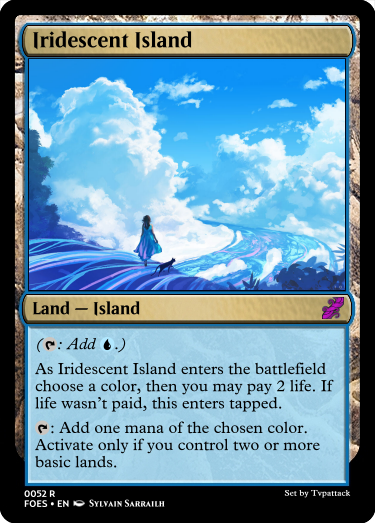 Iridescent Island
Land — Island
(: Add .)
As Iridescent Island enters the battlefield
choose a color, then you may pay 2 life. If
life wasn't paid, this enters tapped.
: Add one mana of the chosen color.
Activate only if you control two or more
basic lands.
0052 R
FOES • EN Sylvain Sarrailh
Set by Tvpattack